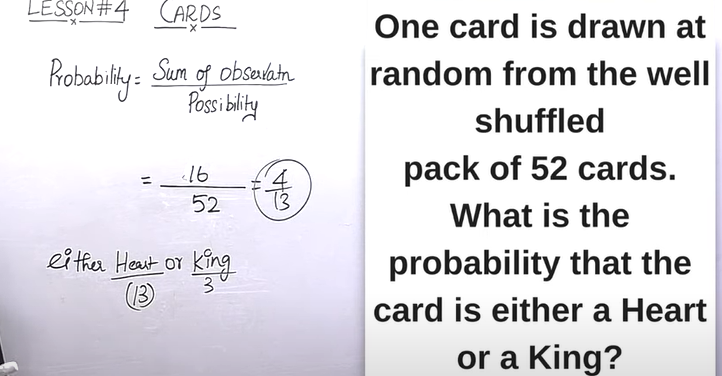 LESSON#4 CARDS
Probability = Sum of observatn
Possibility
= 16 = 4
52 13
either Heart or King
(13) 3
One card is drawn at
random from the well
shuffled
pack of 52 cards.
What is the
probability that the
card is either a Heart
or a King?